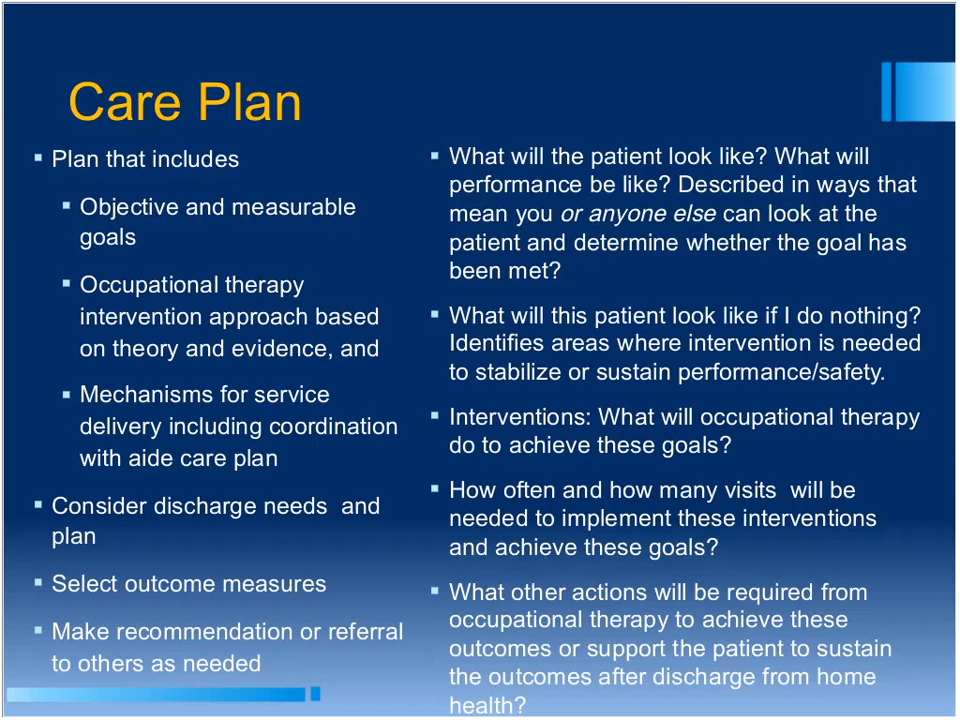 Care Plan
▪ Plan that includes
▪ Objective and measurable
goals
▪ Occupational therapy
intervention approach based
on theory and evidence, and
▪ Mechanisms for service
delivery including coordination
with aide care plan
▪ Consider discharge needs  and
plan
▪ Select outcome measures
▪ Make recommendation or referral
to others as needed
▪ What will the patient look like? What will
performance be like? Described in ways that
mean you or anyone else can look at the
patient and determine whether the goal has
been met?
▪ What will this patient look like if I do nothing?
Identifies areas where intervention is needed
to stabilize or sustain performance/safety.
▪ Interventions: What will occupational therapy
do to achieve these goals?
▪ How often and how many visits  will be
needed to implement these interventions
and achieve these goals?
▪ What other actions will be required from
occupational therapy to achieve these
outcomes or support the patient to sustain
the outcomes after discharge from home
health?